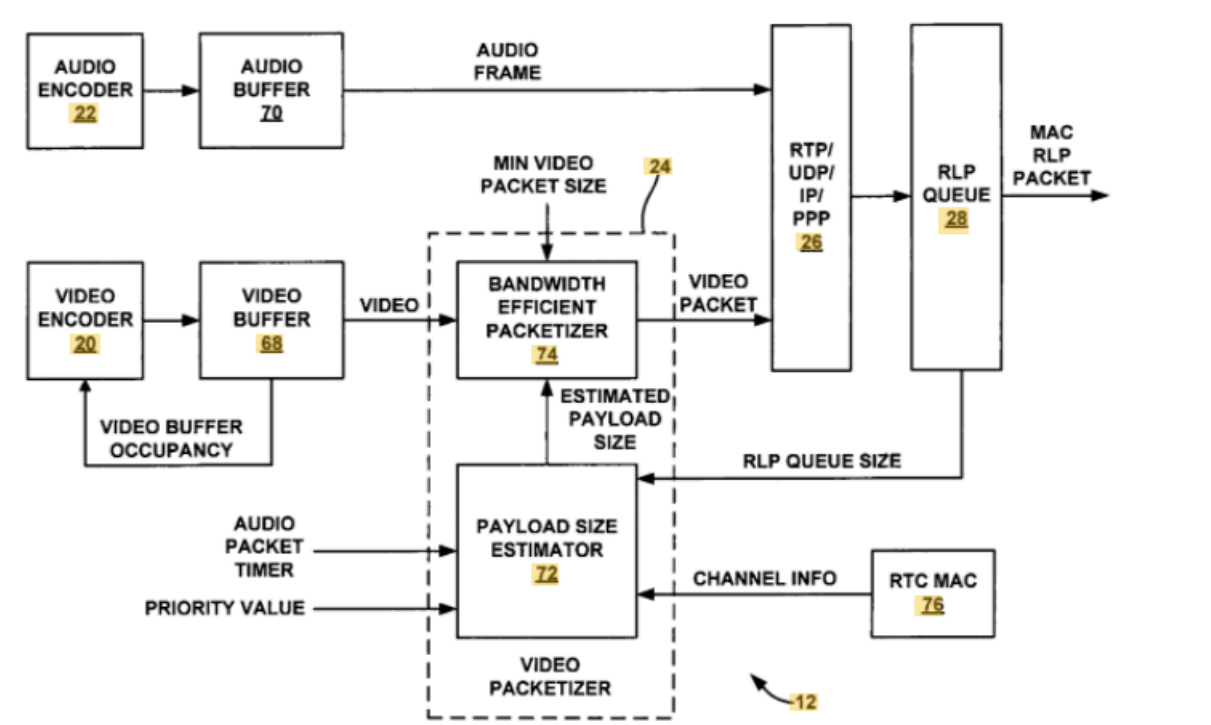 AUDIO
ENCODER
22
AUDIO
BUFFER
70
AUDIO
FRAME
RTP/
UDP/
IP/
PPP
26
RLP
QUEUE
28
MAC
RLP
PACKET
MIN VIDEO
PACKET SIZE
24
VIDEO
ENCODER
20
VIDEO
BUFFER
68
VIDEO
BANDWIDTH
EFFICIENT
PACKETIZER
74
VIDEO
PACKET
VIDEO BUFFER
OCCUPANCY
ESTIMATED
PAYLOAD
SIZE
RLP QUEUE SIZE
AUDIO
PACKET
TIMER
PRIORITY VALUE
PAYLOAD SIZE
ESTIMATOR
72
CHANNEL INFO
RTC MAC
76
VIDEO
PACKETIZER
12